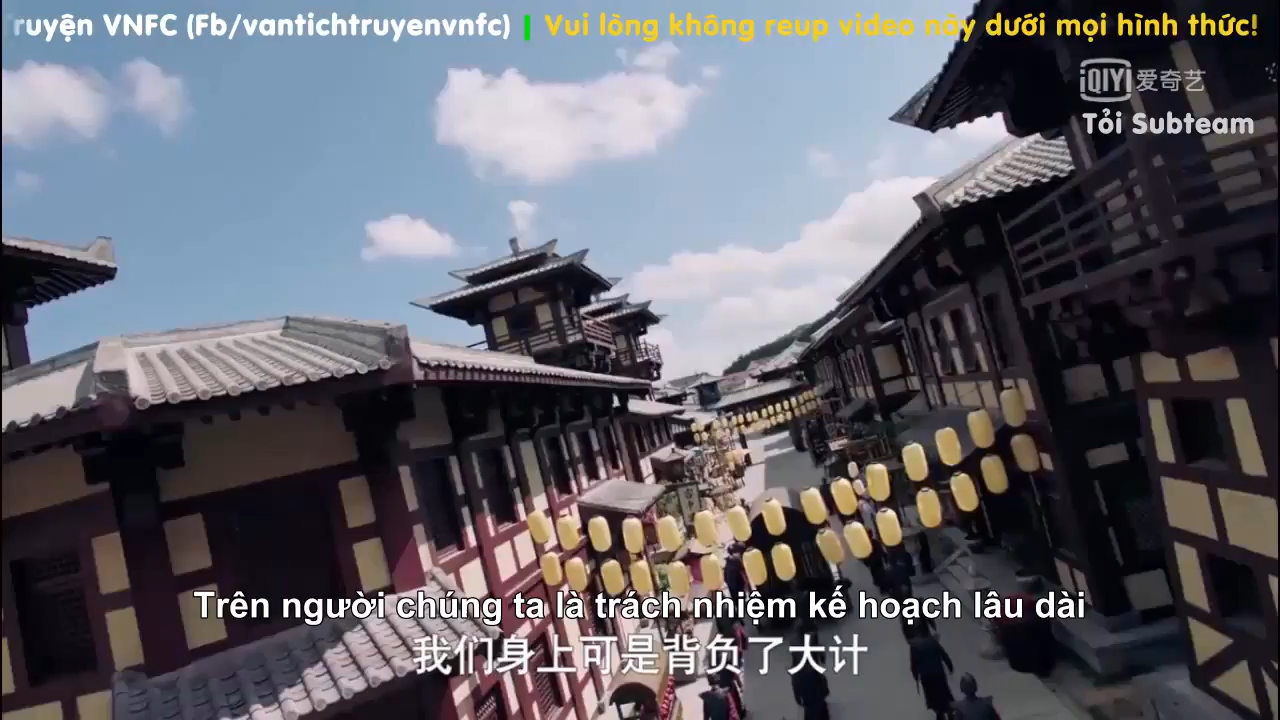 ruyện VNFC (Fb/vantichtruyenvnfc) | Vui lòng không reup video này dưới mọi hình thức!
iQIYI 爱奇艺
Tỏi Subteam
Trên người chúng ta là trách nhiệm kế hoạch lâu dài
我们身上可是背负了大计